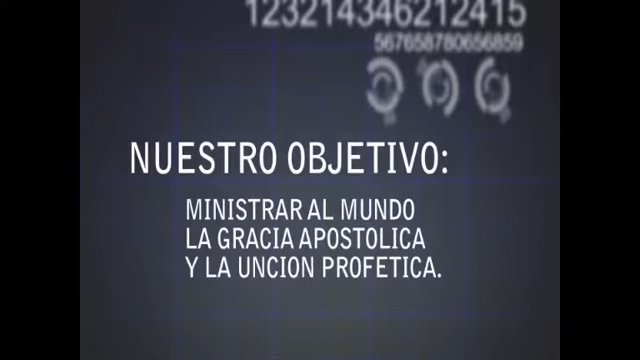 123214346212415
567658780656859
NUESTRO OBJETIVO:
MINISTRAR AL MUNDO
LA GRACIA APOSTOLICA
Y LA UNCION PROFETICA.